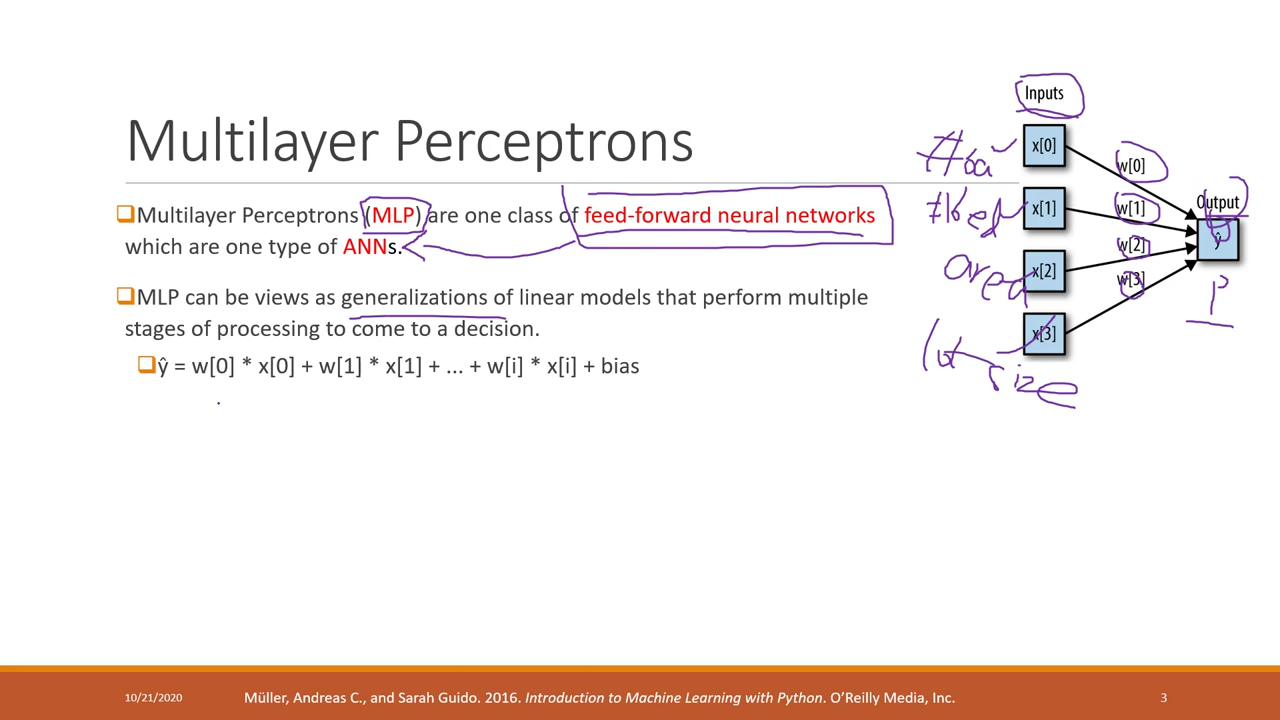 Multilayer Perceptrons
Multilayer Perceptrons (MLP) are one class of feed-forward neural networks
which are one type of ANNs.
MLP can be views as generalizations of linear models that perform multiple
stages of processing to come to a decision.
ŷ = w[0] * x[0] + w[1] * x[1] + ... + w[i] * x[i] + bias
Inputs
x[0]
x[1]
x[2]
x[3]
w[0]
w[1]
w[2]
w[3]
Output
ŷ
#ba
#bed
area
lot size
P
10/21/2020
Müller, Andreas C., and Sarah Guido. 2016. Introduction to Machine Learning with Python. O’Reilly Media, Inc.
3